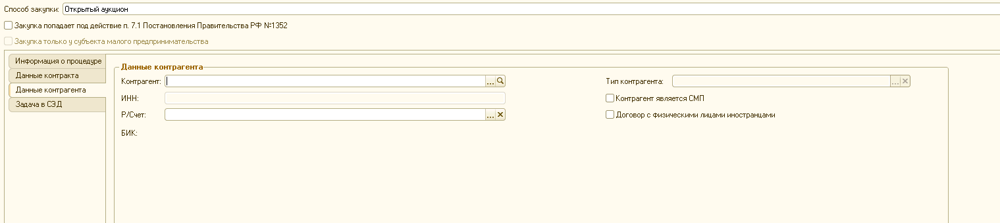 Способ закупки: Открытый аукцион
Закупка попадает под действие п. 7.1 Постановления Правительства РФ №1352
Закупка только у субъекта малого предпринимательства
Информация о процедуре
Данные контракта
Данные контрагента
Задача в СЭД
Данные контрагента
Контрагент: ... Тип контрагента: ...
ИНН: Контрагент является СМП
Р/Счет: ... Договор с физическими лицами иностранцами
БИК: